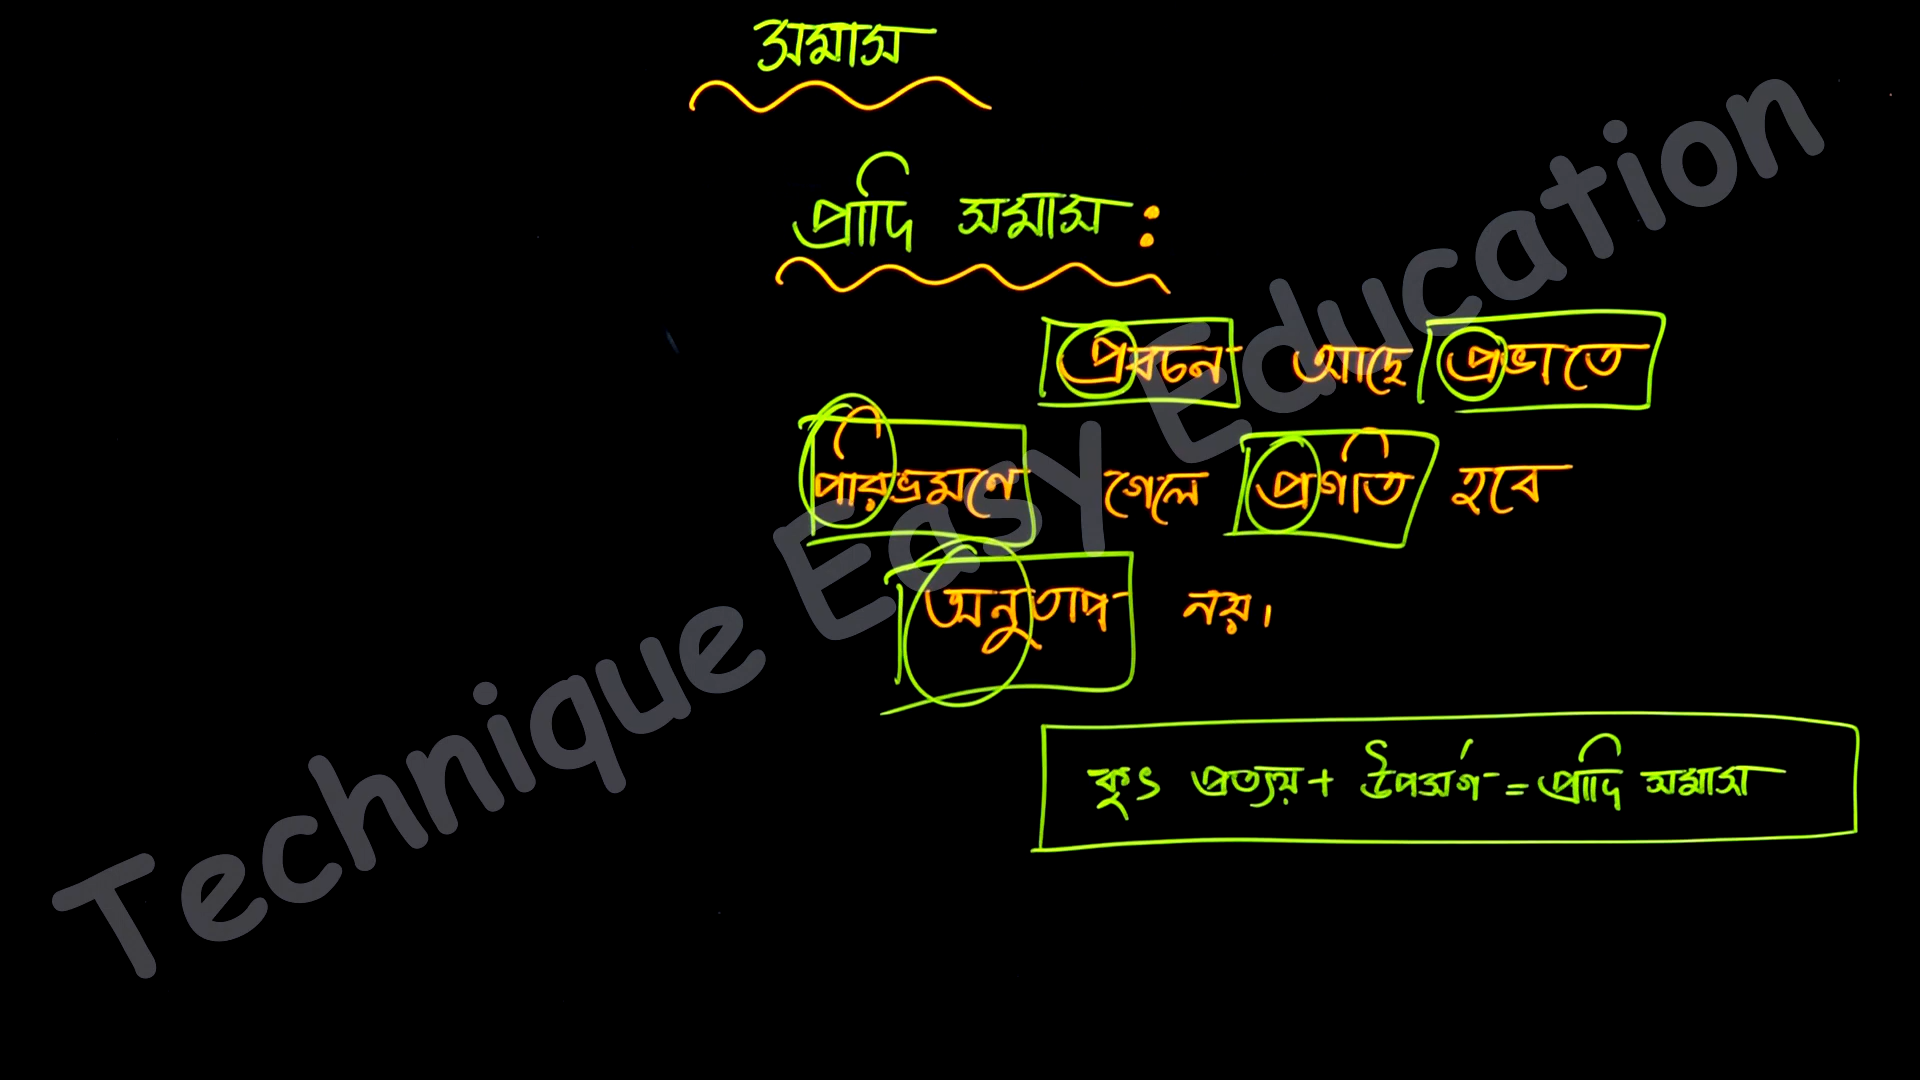 সমাস
প্রাদি সমাস :
প্রবচন আছে প্রভাতে
পরিভ্রমণে গেলে প্রগতি হবে
অনুতাপ নয়।
কৃৎ প্রত্যয় + উপসর্গ = প্রাদি সমাস
Technique Easy Education